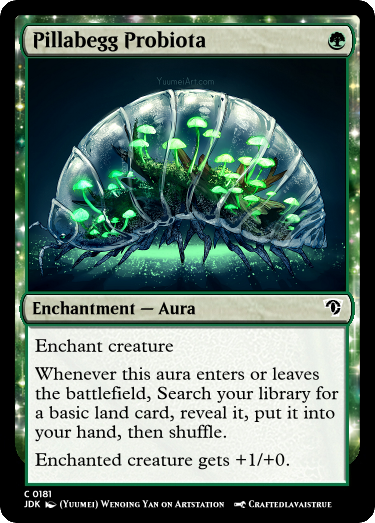 Pillabegg Probiota
YuumeiArt.com
Enchantment — Aura
Enchant creature
Whenever this aura enters or leaves
the battlefield, Search your library for
a basic land card, reveal it, put it into
your hand, then shuffle.
Enchanted creature gets +1/+0.
C 0181
JDK (Yuumei) Wenqing Yan on Artstation Craftedlavaistrue